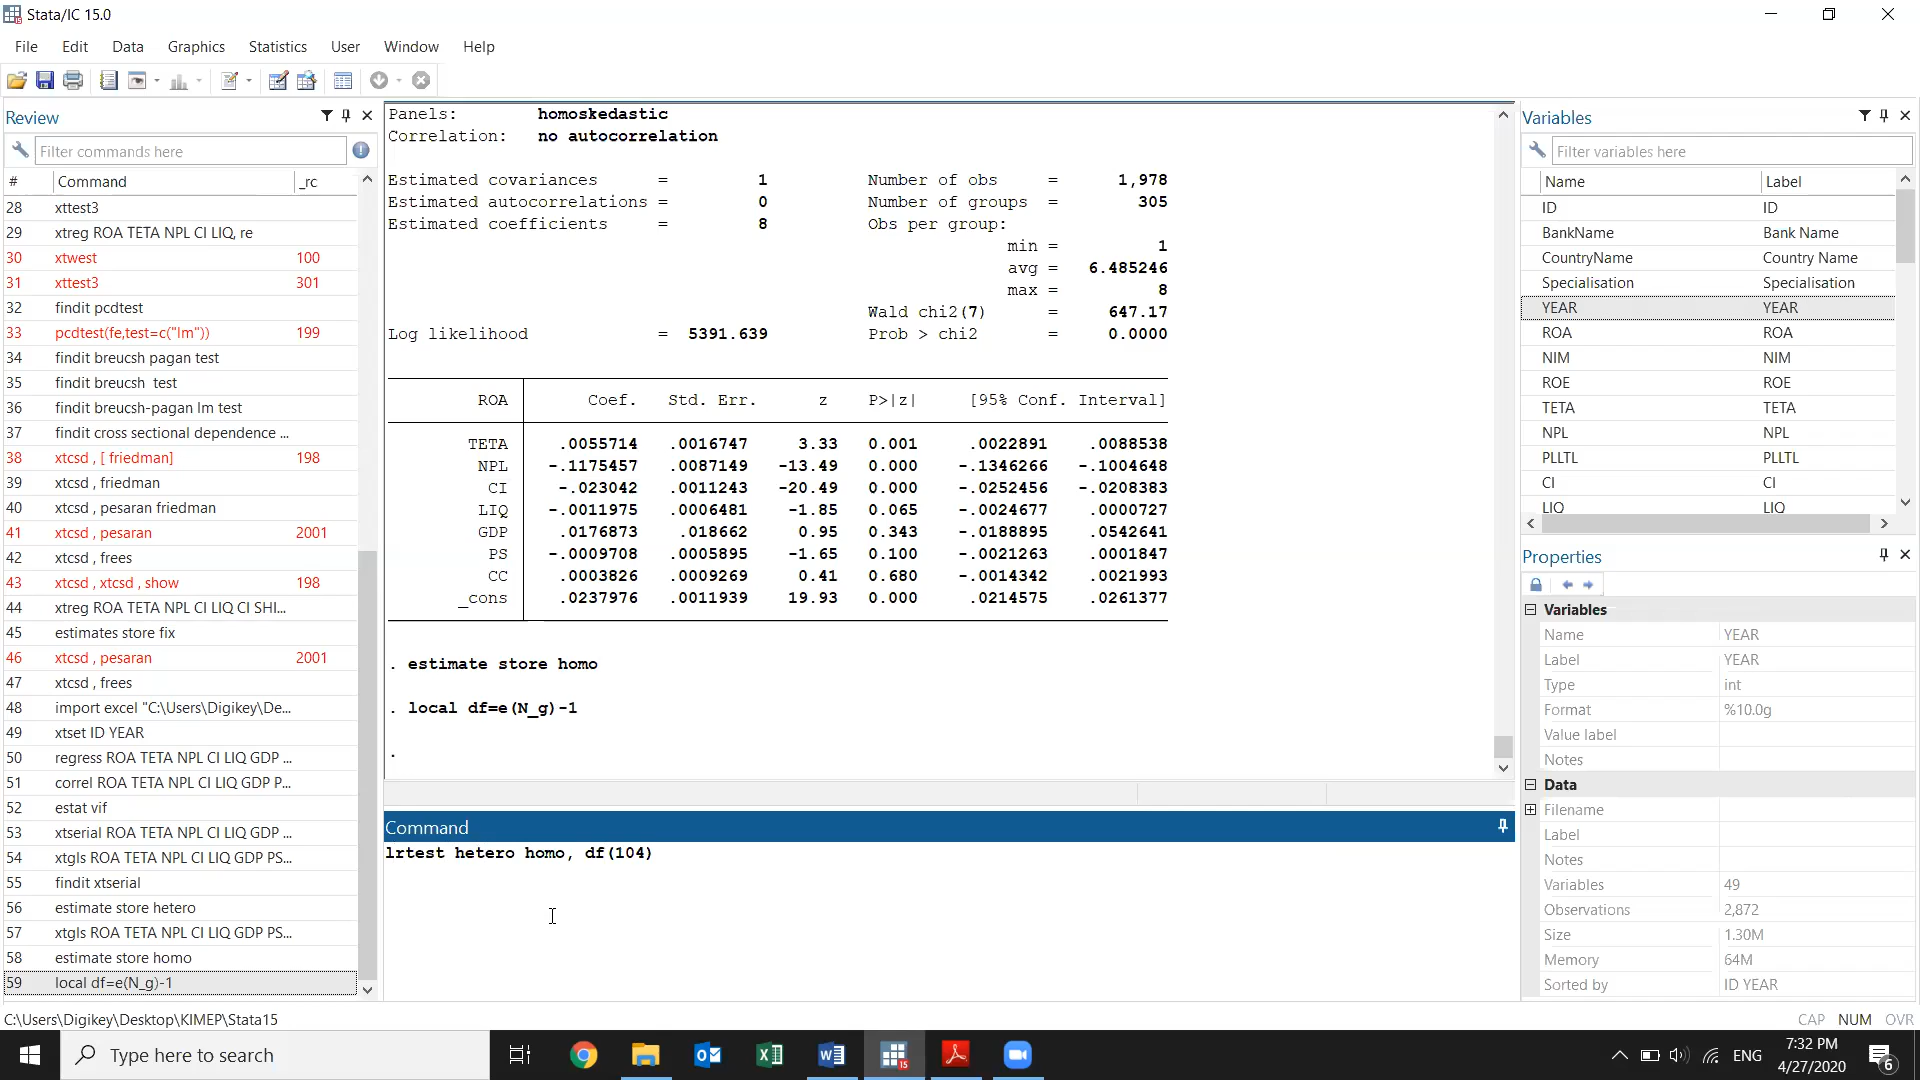 Stata/IC 15.0
File Edit Data Graphics Statistics User Window Help
Review
Filter commands here
# Command _rc
28 xttest3
29 xtreg ROA TETA NPL CI LIQ, re
30 xtwest 100
31 xttest3 301
32 findit pcdtest
33 pcdtest(fe,test=c("lm")) 199
34 findit breucsh pagan test
35 findit breucsh test
36 findit breucsh-pagan lm test
37 findit cross sectional dependence ...
38 xtcsd , [ friedman] 198
39 xtcsd , friedman
40 xtcsd , pesaran friedman
41 xtcsd , pesaran 2001
42 xtcsd , frees
43 xtcsd , xtcsd , show 198
44 xtreg ROA TETA NPL CI LIQ CI SHI...
45 estimates store fix
46 xtcsd , pesaran 2001
47 xtcsd , frees
48 import excel "C:\Users\Digikey\De...
49 xtset ID YEAR
50 regress ROA TETA NPL CI LIQ GDP ...
51 correl ROA TETA NPL CI LIQ GDP P...
52 estat vif
53 xtserial ROA TETA NPL CI LIQ GDP ...
54 xtgls ROA TETA NPL CI LIQ GDP PS...
55 findit xtserial
56 estimate store hetero
57 xtgls ROA TETA NPL CI LIQ GDP PS...
58 estimate store homo
59 local df=e(N_g)-1
Panels: homoskedastic
Correlation: no autocorrelation
Estimated covariances = 1 Number of obs = 1,978
Estimated autocorrelations = 0 Number of groups = 305
Estimated coefficients = 8 Obs per group:
min = 1
avg = 6.485246
max = 8
Wald chi2(7) = 647.17
Log likelihood = 5391.639 Prob > chi2 = 0.0000
ROA Coef. Std. Err. z P>|z| [95% Conf. Interval]
TETA .0055714 .0016747 3.33 0.001 .0022891 .0088538
NPL -.1175457 .0087149 -13.49 0.000 -.1346266 -.1004648
CI -.023042 .0011243 -20.49 0.000 -.0252456 -.0208383
LIQ -.0011975 .0006481 -1.85 0.065 -.0024677 .0000727
GDP .0176873 .018662 0.95 0.343 -.0188895 .0542641
PS -.0009708 .0005895 -1.65 0.100 -.0021263 .0001847
CC .0003826 .0009269 0.41 0.680 -.0014342 .0021993
_cons .0237976 .0011939 19.93 0.000 .0214575 .0261377
. estimate store homo
. local df=e(N_g)-1
.
Command
lrtest hetero homo, df(104)
Variables
Filter variables here
Name Label
ID ID
BankName Bank Name
CountryName Country Name
Specialisation Specialisation
YEAR YEAR
ROA ROA
NIM NIM
ROE ROE
TETA TETA
NPL NPL
PLLTL PLLTL
CI CI
LIQ LIQ
Properties
Variables
Name YEAR
Label YEAR
Type int
Format %10.0g
Value label
Notes
Data
Filename
Label
Notes
Variables 49
Observations 2,872
Size 1.30M
Memory 64M
Sorted by ID YEAR
C:\Users\Digikey\Desktop\KIMEP\Stata15
CAP NUM OVR
Type here to search
ENG
7:32 PM
4/27/2020
6